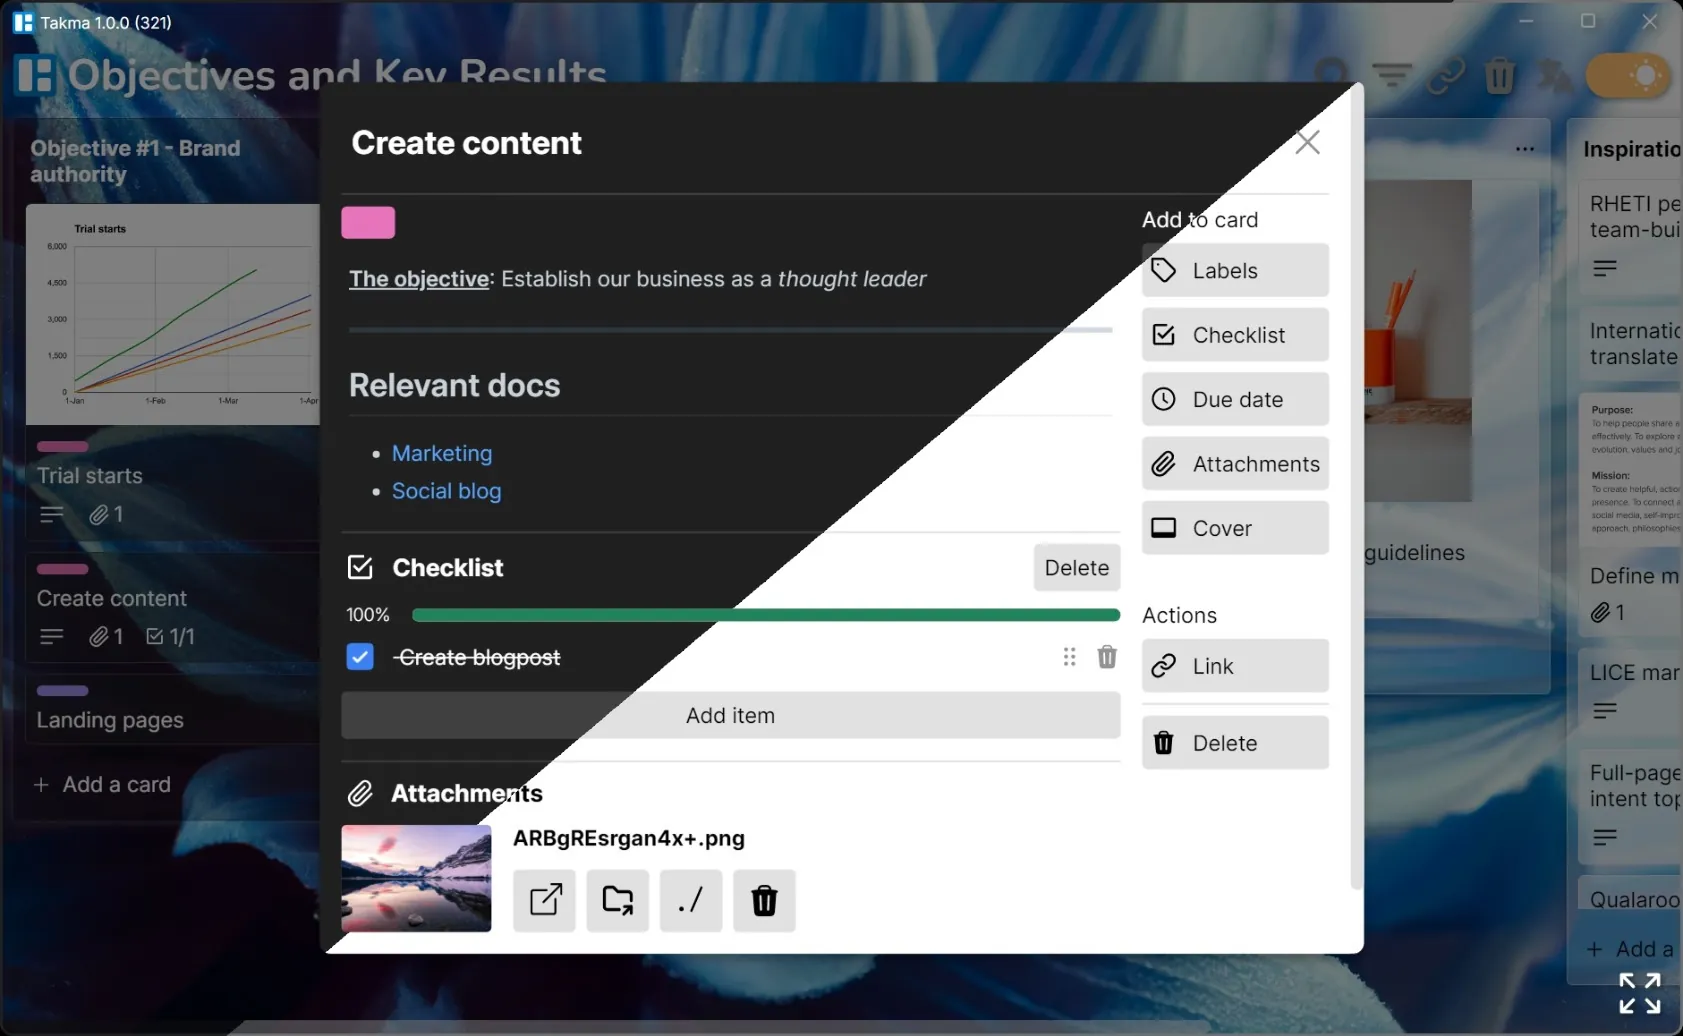 Takma 1.0.0 (321)
Objectives and Key Results
Objective #1 - Brand
authority
Trial starts
6,000
4,500
3,000
1,500
0
1-Jan
1-Feb
1-Mar
1-Apr
Trial starts
1
Create content
1
1/1
Landing pages
+ Add a card
Create content
The objective: Establish our business as a thought leader
Relevant docs
• Marketing
• Social blog
Checklist
Delete
100%
Create blogpost
Add item
Attachments
ARBgREsrgan4x+.png
./
Add to card
Labels
Checklist
Due date
Attachments
Cover
Actions
Link
Delete
...
guidelines
Inspiratio
RHETI pe
team-bui
Internatio
translate
Purpose:
To help people share
effectively. To explore
evolution, values and
Mission:
To create helpful,
presence. To connect
social media,
approach,
Define m
1
LICE mar
Full-page
intent top
Qualaroo
+ Add a